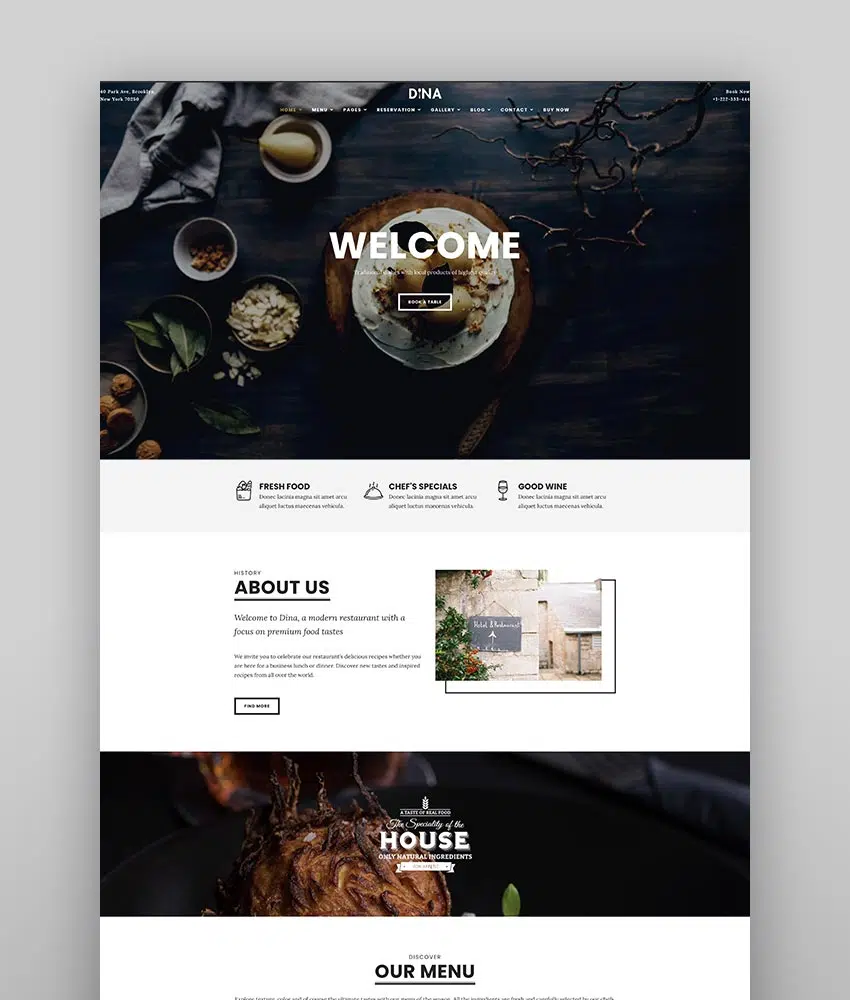 60 Park Ave, Brooklyn,
New York 70250
DINA
Book Now
+1-222-333-444
HOME MENU PAGES RESERVATION GALLERY BLOG CONTACT BUY NOW
WELCOME
Traditional dishes with local products of highest quality
BOOK A TABLE
FRESH FOOD
Donec lacinia magna sit amet arcu
aliquet luctus maecenas vehicula.
CHEF'S SPECIALS
Donec lacinia magna sit amet arcu
aliquet luctus maecenas vehicula.
GOOD WINE
Donec lacinia magna sit amet arcu
aliquet luctus maecenas vehicula.
HISTORY
ABOUT US
Welcome to Dina, a modern restaurant with a
focus on premium food tastes
We invite you to celebrate our restaurant's delicious recipes whether you
are here for a business lunch or dinner. Discover new tastes and inspired
recipes from all over the world.
FIND MORE
Hotel & Restaurant
A TASTE OF REAL FOOD
The Speciality of the
HOUSE
ONLY NATURAL INGREDIENTS
DISCOVER
OUR MENU